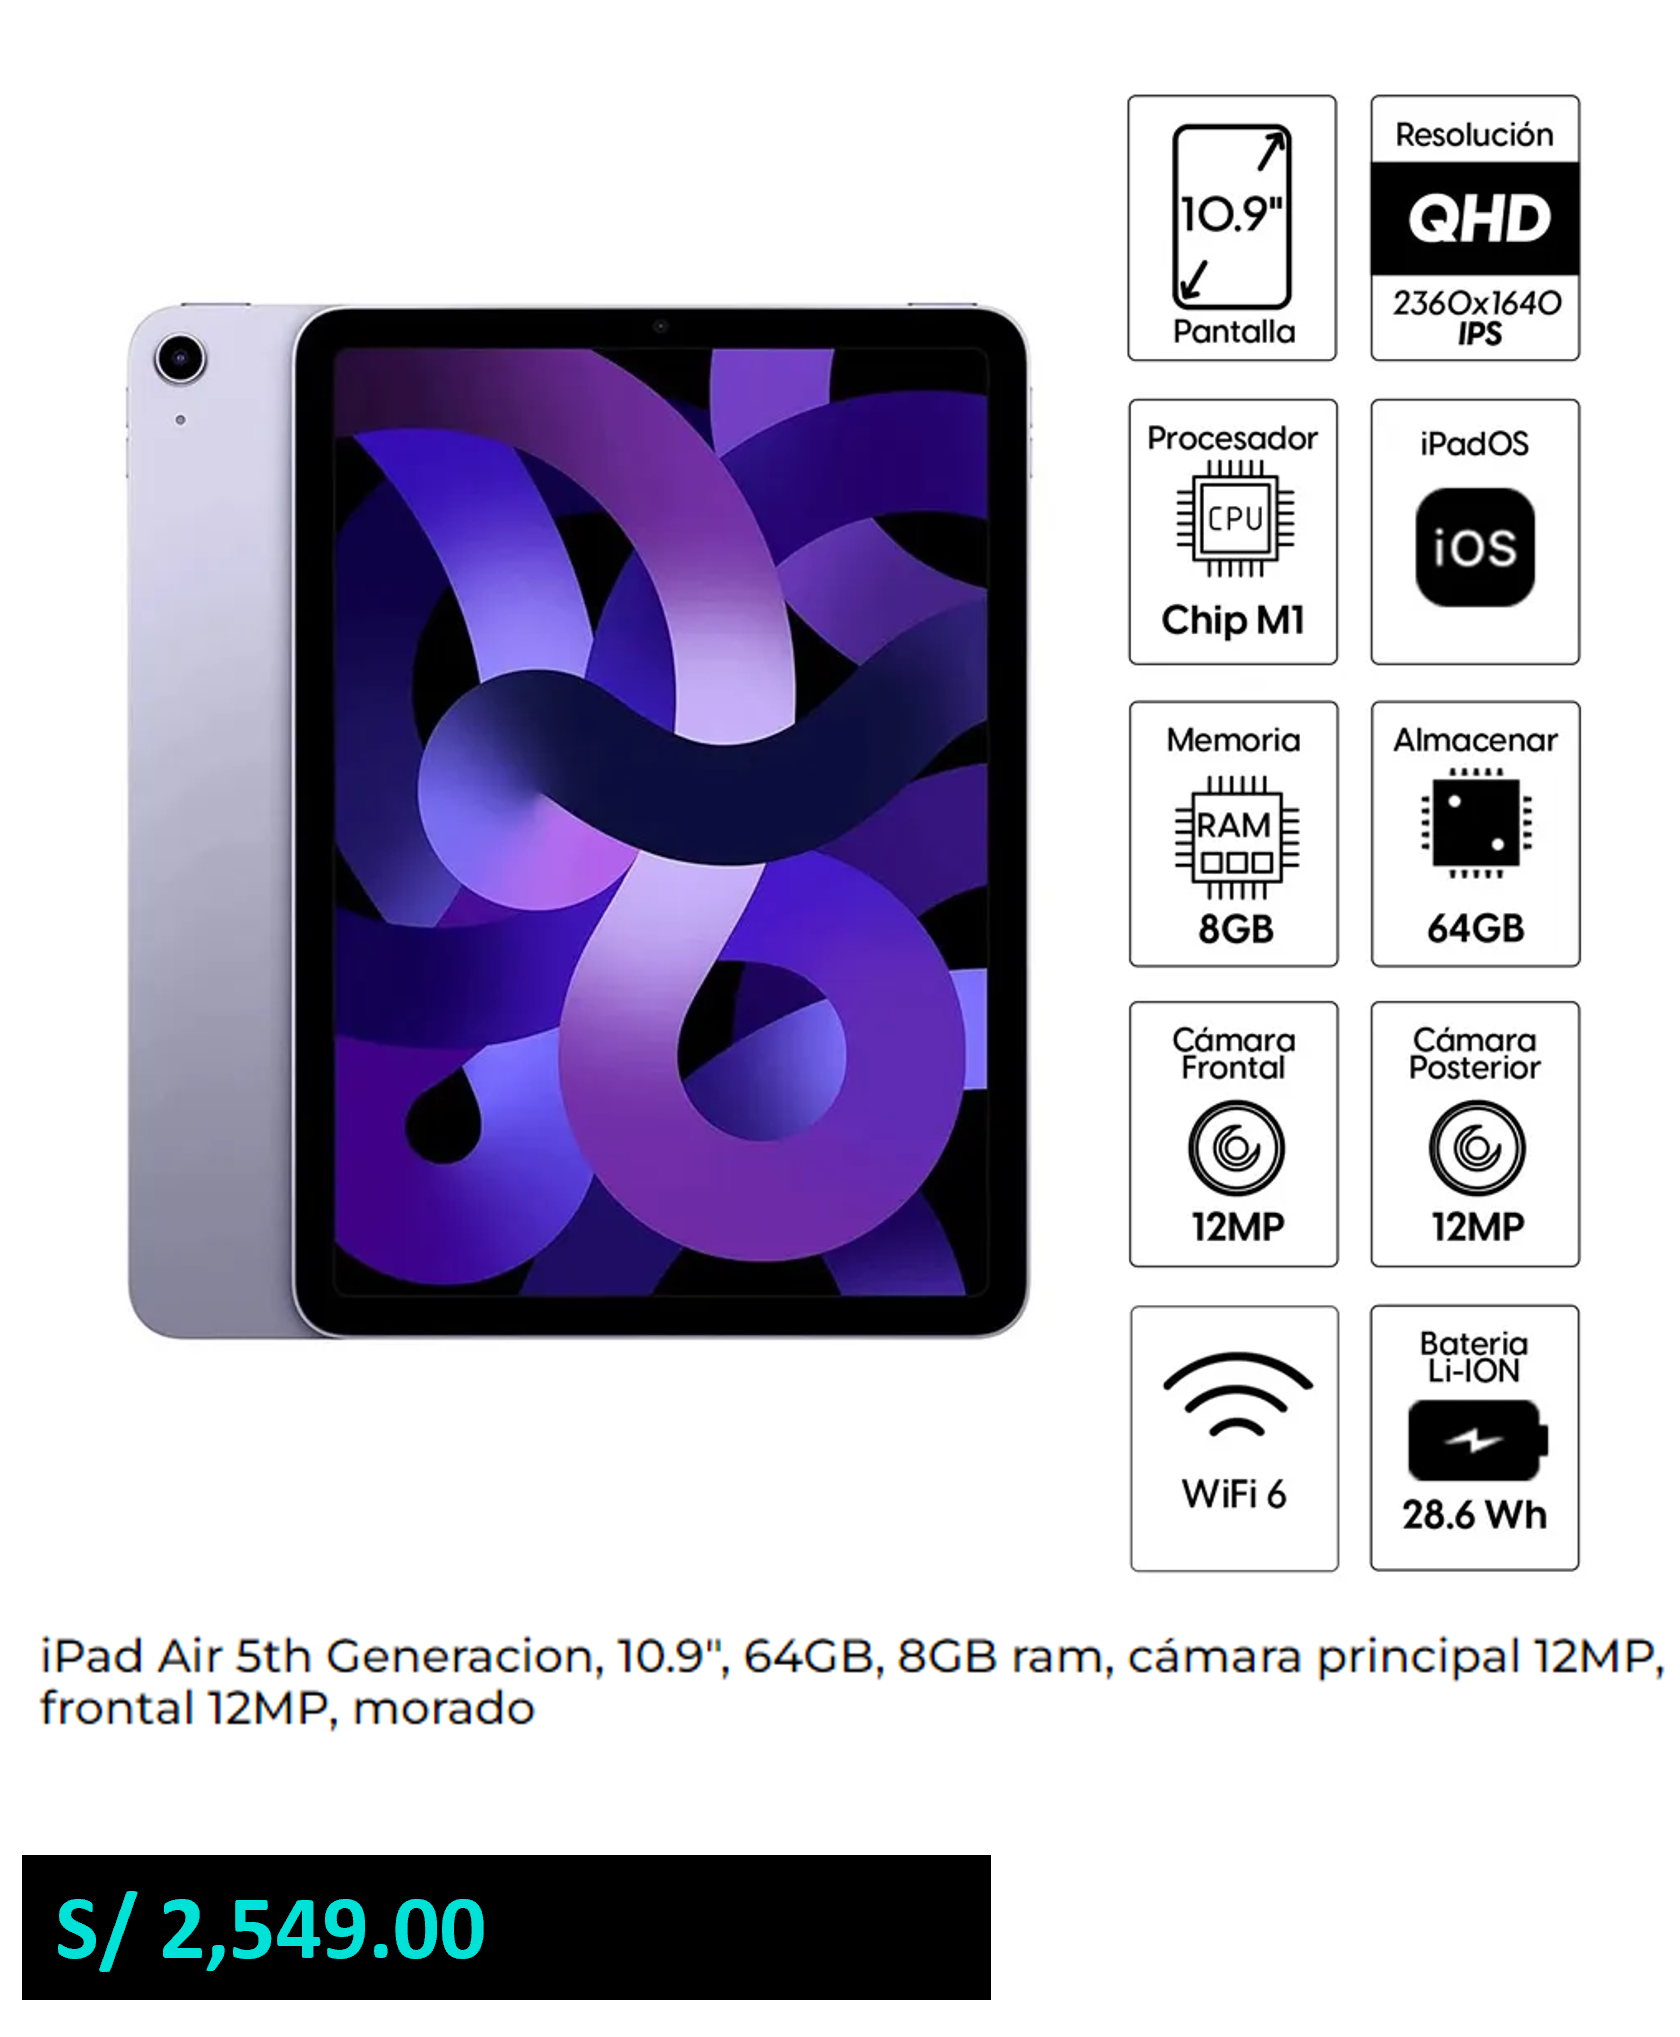 10.9"
Pantalla
Resolución
QHD
2360x1640
IPS
Procesador
CPU
Chip M1
iPadOS
iOS
Memoria
RAM
8GB
Almacenar
64GB
Cámara
Frontal
12MP
Cámara
Posterior
12MP
WiFi 6
Bateria
Li-ION
28.6 Wh
iPad Air 5th Generacion, 10.9", 64GB, 8GB ram, cámara principal 12MP,
frontal 12MP, morado
S/ 2,549.00